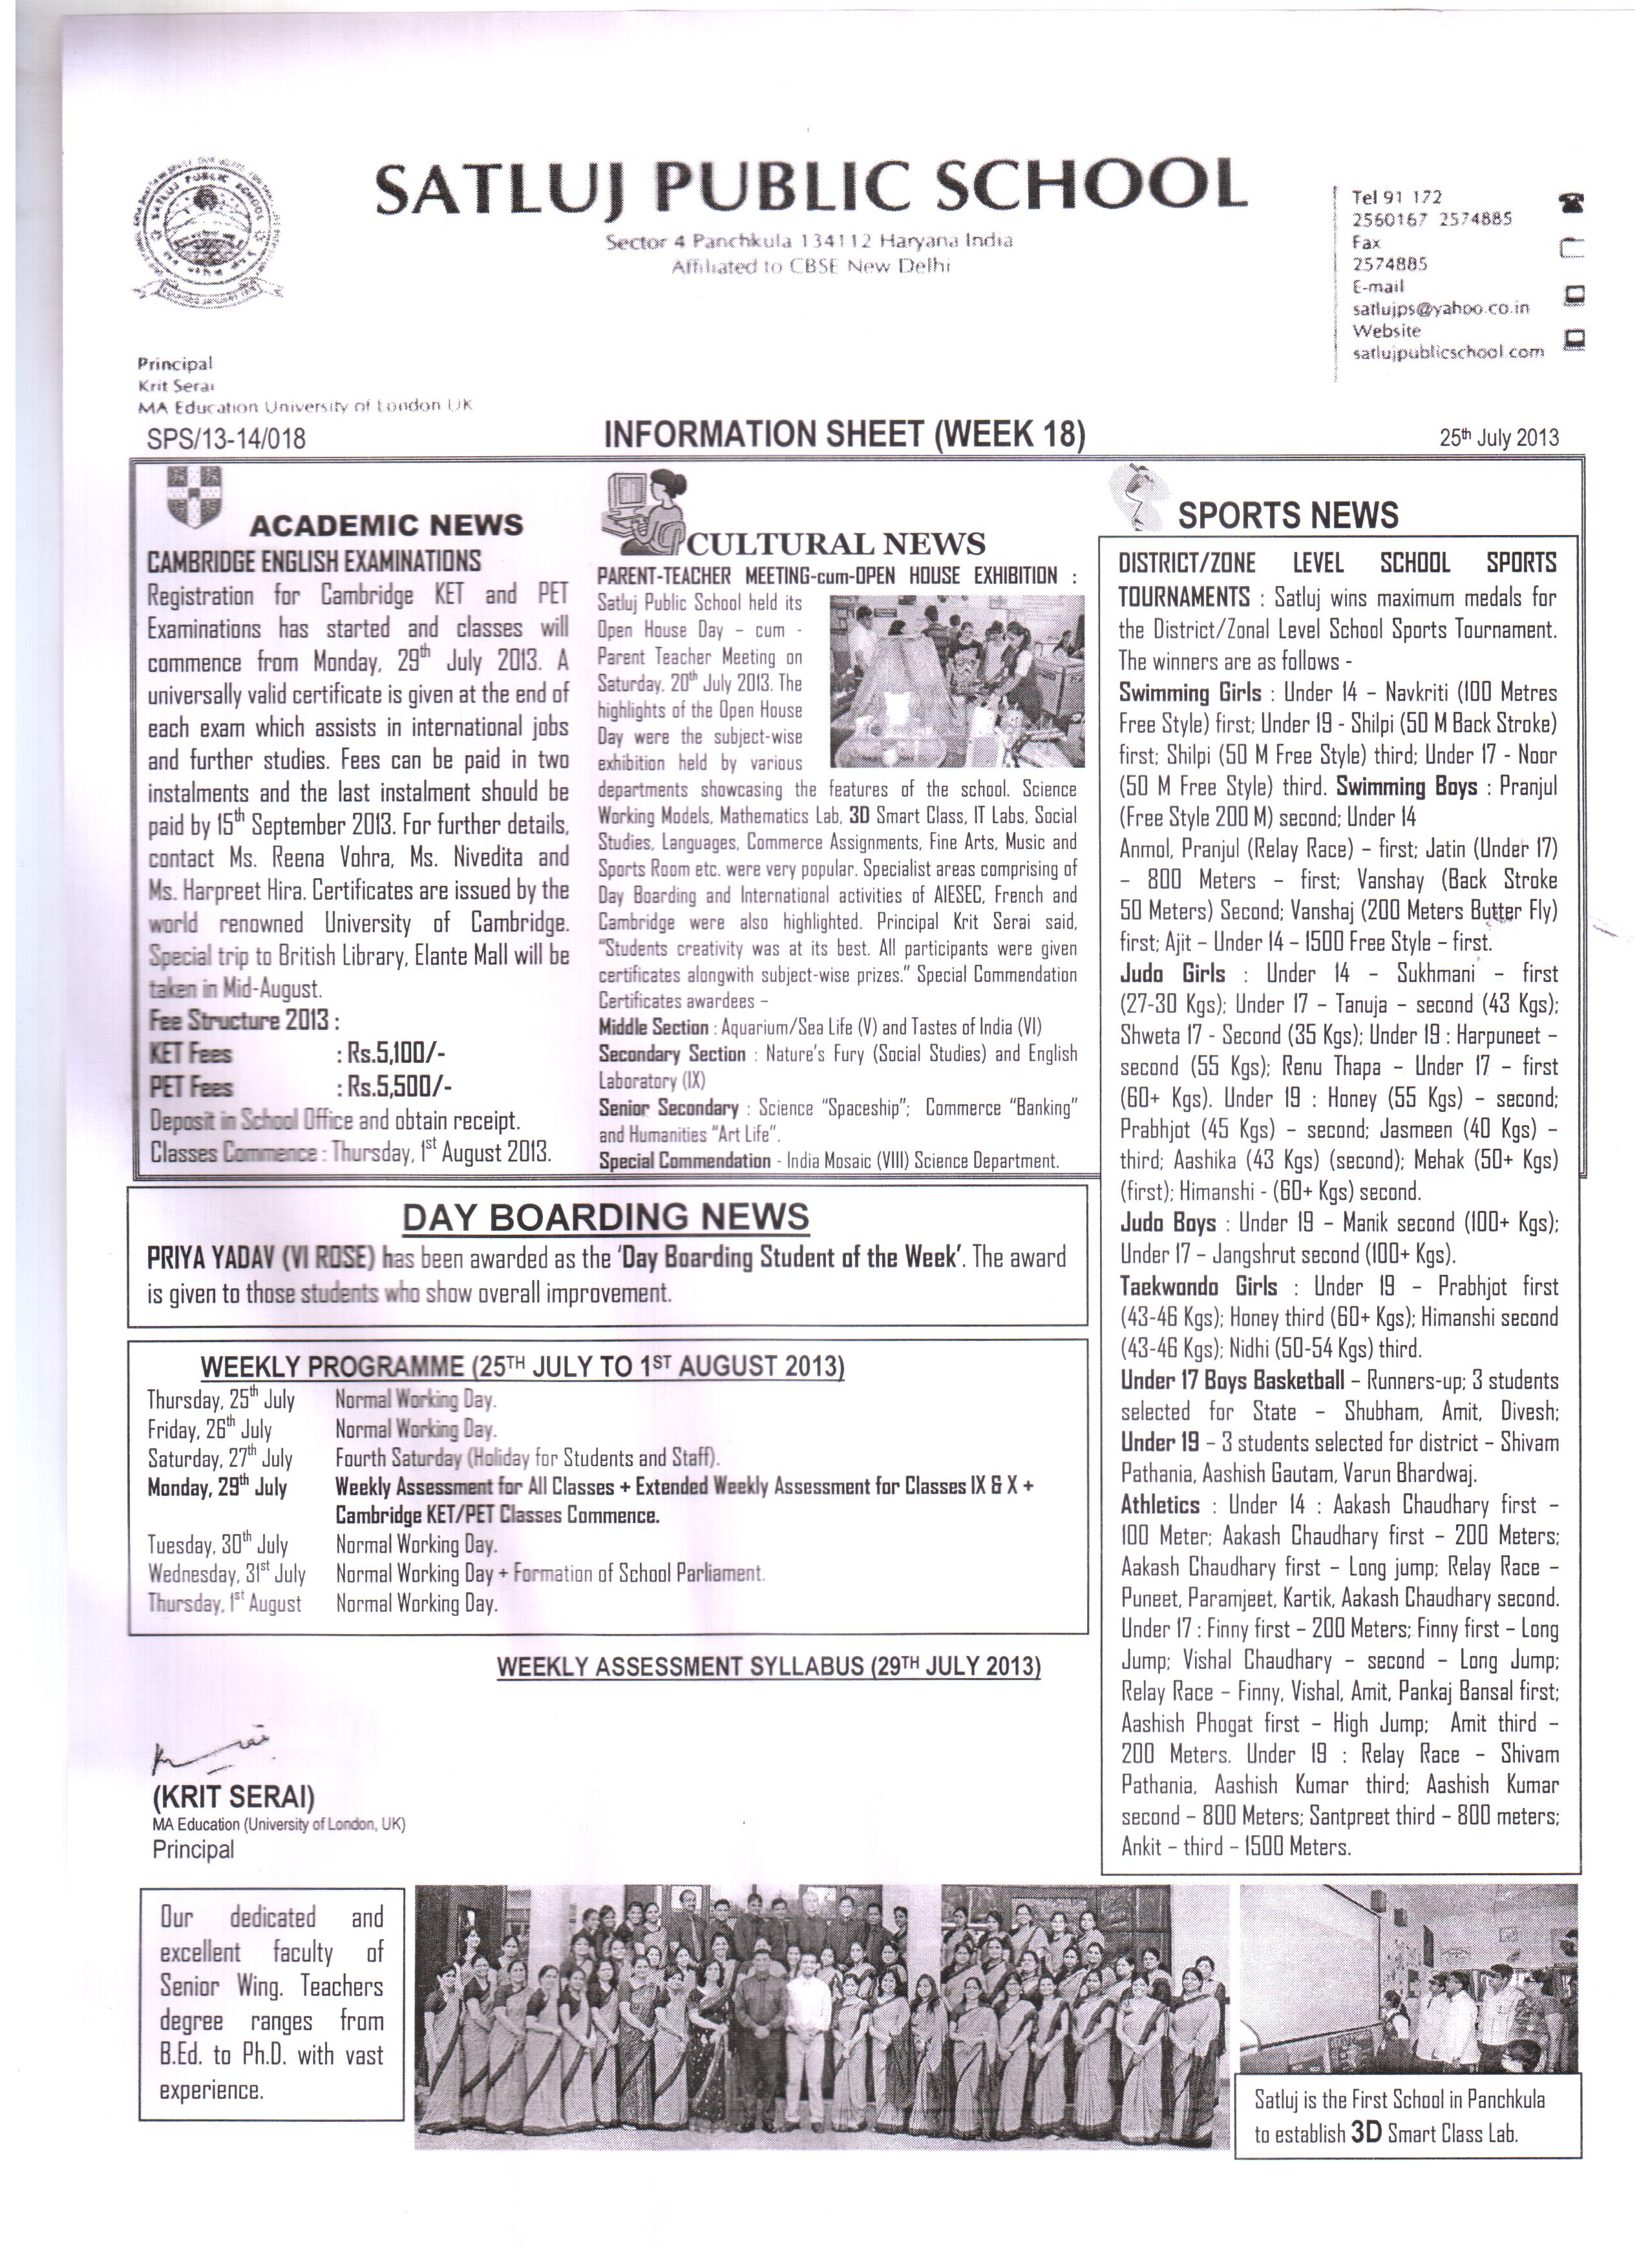 SATLUJ PUBLIC SCHOOL
Sector 4 Panchkula 134112 Haryana India
Affiliated to CBSE New Delhi
Tel 91 172
2560167 2574885
Fax
2574885
E-mail
satlujps@yahoo.co.in
Website
satlujpublicschool.com
Principal
Krit Serai
MA Education University of London UK
SPS/13-14/018
INFORMATION SHEET (WEEK 18)
25th July 2013
ACADEMIC NEWS
CAMBRIDGE ENGLISH EXAMINATIONS
Registration for Cambridge KET and PET
Examinations has started and classes will
commence from Monday, 29th July 2013. A
universally valid certificate is given at the end of
each exam which assists in international jobs
and further studies. Fees can be paid in two
instalments and the last instalment should be
paid by 15th September 2013. For further details,
contact Ms. Reena Vohra, Ms. Nivedita and
Ms. Harpreet Hira. Certificates are issued by the
world renowned University of Cambridge.
Special trip to British Library, Elante Mall will be
taken in Mid-August.
Fee Structure 2013 :
KET Fees : Rs.5,100/-
PET Fees : Rs.5,500/-
Deposit in School Office and obtain receipt.
Classes Commence : Thursday, 1st August 2013.
CULTURAL NEWS
PARENT-TEACHER MEETING-cum-OPEN HOUSE EXHIBITION :
Satluj Public School held its
Open House Day – cum -
Parent Teacher Meeting on
Saturday, 20th July 2013. The
highlights of the Open House
Day were the subject-wise
exhibition held by various
departments showcasing the features of the school. Science
Working Models, Mathematics Lab, 3D Smart Class, IT Labs, Social
Studies, Languages, Commerce Assignments, Fine Arts, Music and
Sports Room etc. were very popular. Specialist areas comprising of
Day Boarding and International activities of AIESEC, French and
Cambridge were also highlighted. Principal Krit Serai said,
“Students creativity was at its best. All participants were given
certificates alongwith subject-wise prizes.” Special Commendation
Certificates awardees –
Middle Section : Aquarium/Sea Life (V) and Tastes of India (VI)
Secondary Section : Nature's Fury (Social Studies) and English
Laboratory (IX)
Senior Secondary : Science “Spaceship”; Commerce “Banking”
and Humanities “Art Life”.
Special Commendation - India Mosaic (VIII) Science Department.
SPORTS NEWS
DISTRICT/ZONE LEVEL SCHOOL SPORTS
TOURNAMENTS : Satluj wins maximum medals for
the District/Zonal Level School Sports Tournament.
The winners are as follows -
Swimming Girls : Under 14 – Navkriti (100 Metres
Free Style) first; Under 19 - Shilpi (50 M Back Stroke)
first; Shilpi (50 M Free Style) third; Under 17 - Noor
(50 M Free Style) third. Swimming Boys : Pranjul
(Free Style 200 M) second; Under 14
Anmol, Pranjul (Relay Race) – first; Jatin (Under 17)
– 800 Meters – first; Vanshay (Back Stroke
50 Meters) Second; Vanshaj (200 Meters Butter Fly)
first; Ajit – Under 14 – 1500 Free Style – first.
Judo Girls : Under 14 – Sukhmani – first
(27-30 Kgs); Under 17 – Tanuja – second (43 Kgs);
Shweta 17 - Second (35 Kgs); Under 19 : Harpuneet –
second (55 Kgs); Renu Thapa – Under 17 – first
(60+ Kgs). Under 19 : Honey (55 Kgs) – second;
Prabhjot (45 Kgs) – second; Jasmeen (40 Kgs) –
third; Aashika (43 Kgs) (second); Mehak (50+ Kgs)
(first); Himanshi - (60+ Kgs) second.
Judo Boys : Under 19 – Manik second (100+ Kgs);
Under 17 – Jangshrut second (100+ Kgs).
Taekwondo Girls : Under 19 – Prabhjot first
(43-46 Kgs); Honey third (60+ Kgs); Himanshi second
(43-46 Kgs); Nidhi (50-54 Kgs) third.
Under 17 Boys Basketball – Runners-up; 3 students
selected for State – Shubham, Amit, Divesh;
Under 19 – 3 students selected for district – Shivam
Pathania, Aashish Gautam, Varun Bhardwaj.
Athletics : Under 14 : Aakash Chaudhary first –
100 Meter; Aakash Chaudhary first – 200 Meters;
Aakash Chaudhary first – Long jump; Relay Race –
Puneet, Paramjeet, Kartik, Aakash Chaudhary second.
Under 17 : Finny first – 200 Meters; Finny first – Long
Jump; Vishal Chaudhary – second – Long Jump;
Relay Race – Finny, Vishal, Amit, Pankaj Bansal first;
Aashish Phogat first – High Jump; Amit third –
200 Meters. Under 19 : Relay Race – Shivam
Pathania, Aashish Kumar third; Aashish Kumar
second – 800 Meters; Santpreet third – 800 meters;
Ankit – third – 1500 Meters.
DAY BOARDING NEWS
PRIYA YADAV (VI ROSE) has been awarded as the ‘Day Boarding Student of the Week’. The award
is given to those students who show overall improvement.
WEEKLY PROGRAMME (25TH JULY TO 1ST AUGUST 2013)
Thursday, 25th July Normal Working Day.
Friday, 26th July Normal Working Day.
Saturday, 27th July Fourth Saturday (Holiday for Students and Staff).
Monday, 29th July Weekly Assessment for All Classes + Extended Weekly Assessment for Classes IX & X +
Cambridge KET/PET Classes Commence.
Tuesday, 30th July Normal Working Day.
Wednesday, 31st July Normal Working Day + Formation of School Parliament.
Thursday, 1st August Normal Working Day.
WEEKLY ASSESSMENT SYLLABUS (29TH JULY 2013)
(KRIT SERAI)
MA Education (University of London, UK)
Principal
Our dedicated and
excellent faculty of
Senior Wing. Teachers
degree ranges from
B.Ed. to Ph.D. with vast
experience.
Satluj is the First School in Panchkula
to establish 3D Smart Class Lab.